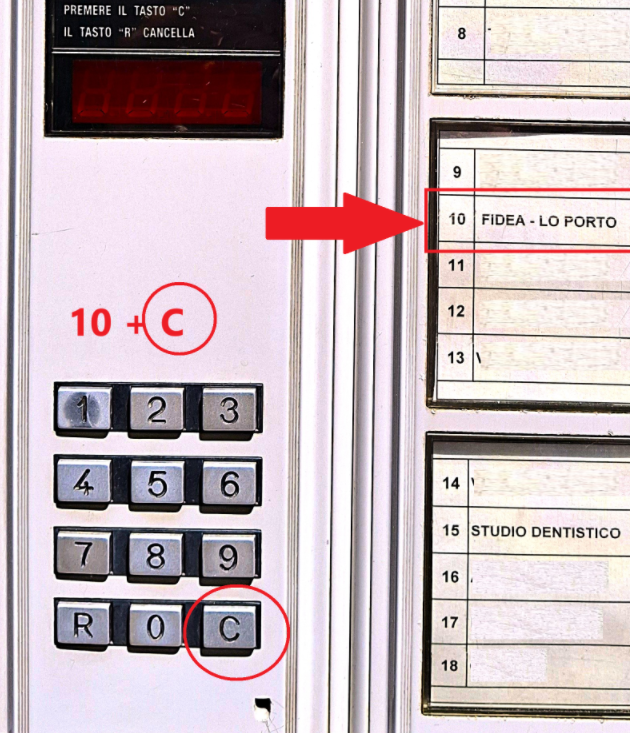 PREMERE IL TASTO "C"
IL TASTO "R" CANCELLA
10 + C
1 2 3
4 5 6
7 8 9
R 0 C
8
9
10 FIDEA - LO PORTO
11
12
13
14
15 STUDIO DENTISTICO
16
17
18